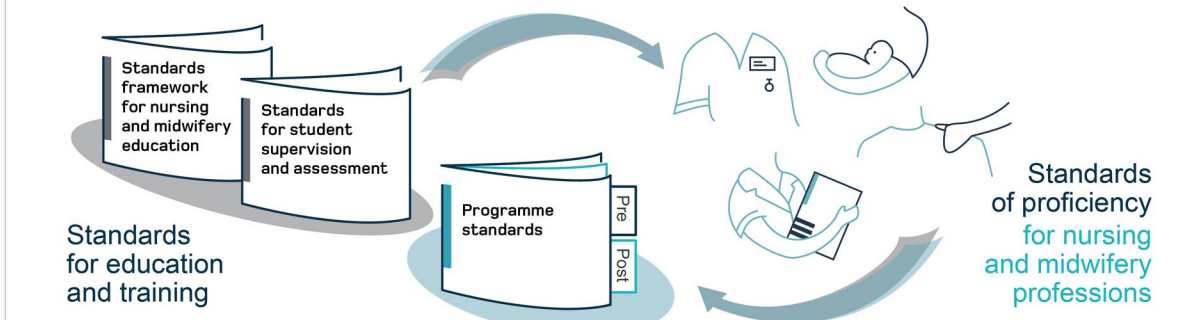 Standards
framework
for nursing
and midwifery
education
Standards
for student
supervision
and assessment
Programme
standards
Pre
Post
Standards
for education
and training
Standards
of proficiency
for nursing
and midwifery
professions